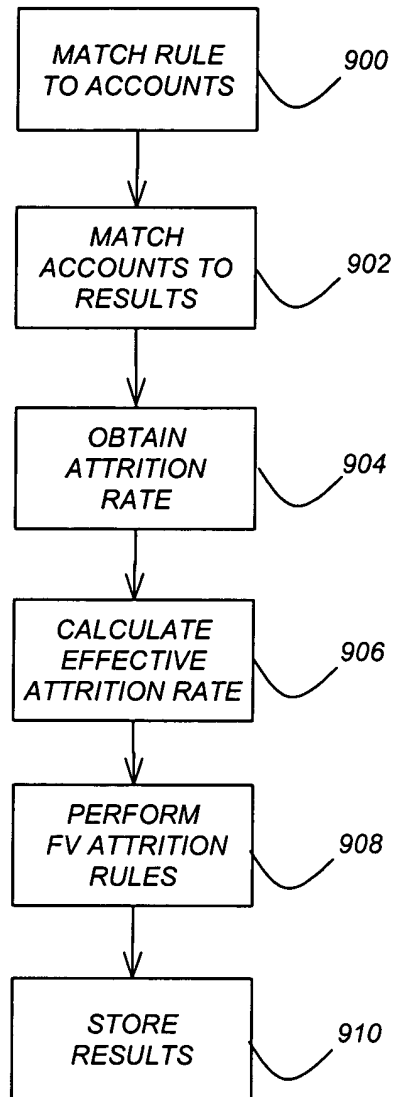 MATCH RULE
TO ACCOUNTS
900
MATCH
ACCOUNTS TO
RESULTS
902
OBTAIN
ATTRITION
RATE
904
CALCULATE
EFFECTIVE
ATTRITION RATE
906
PERFORM
FV ATTRITION
RULES
908
STORE
RESULTS
910